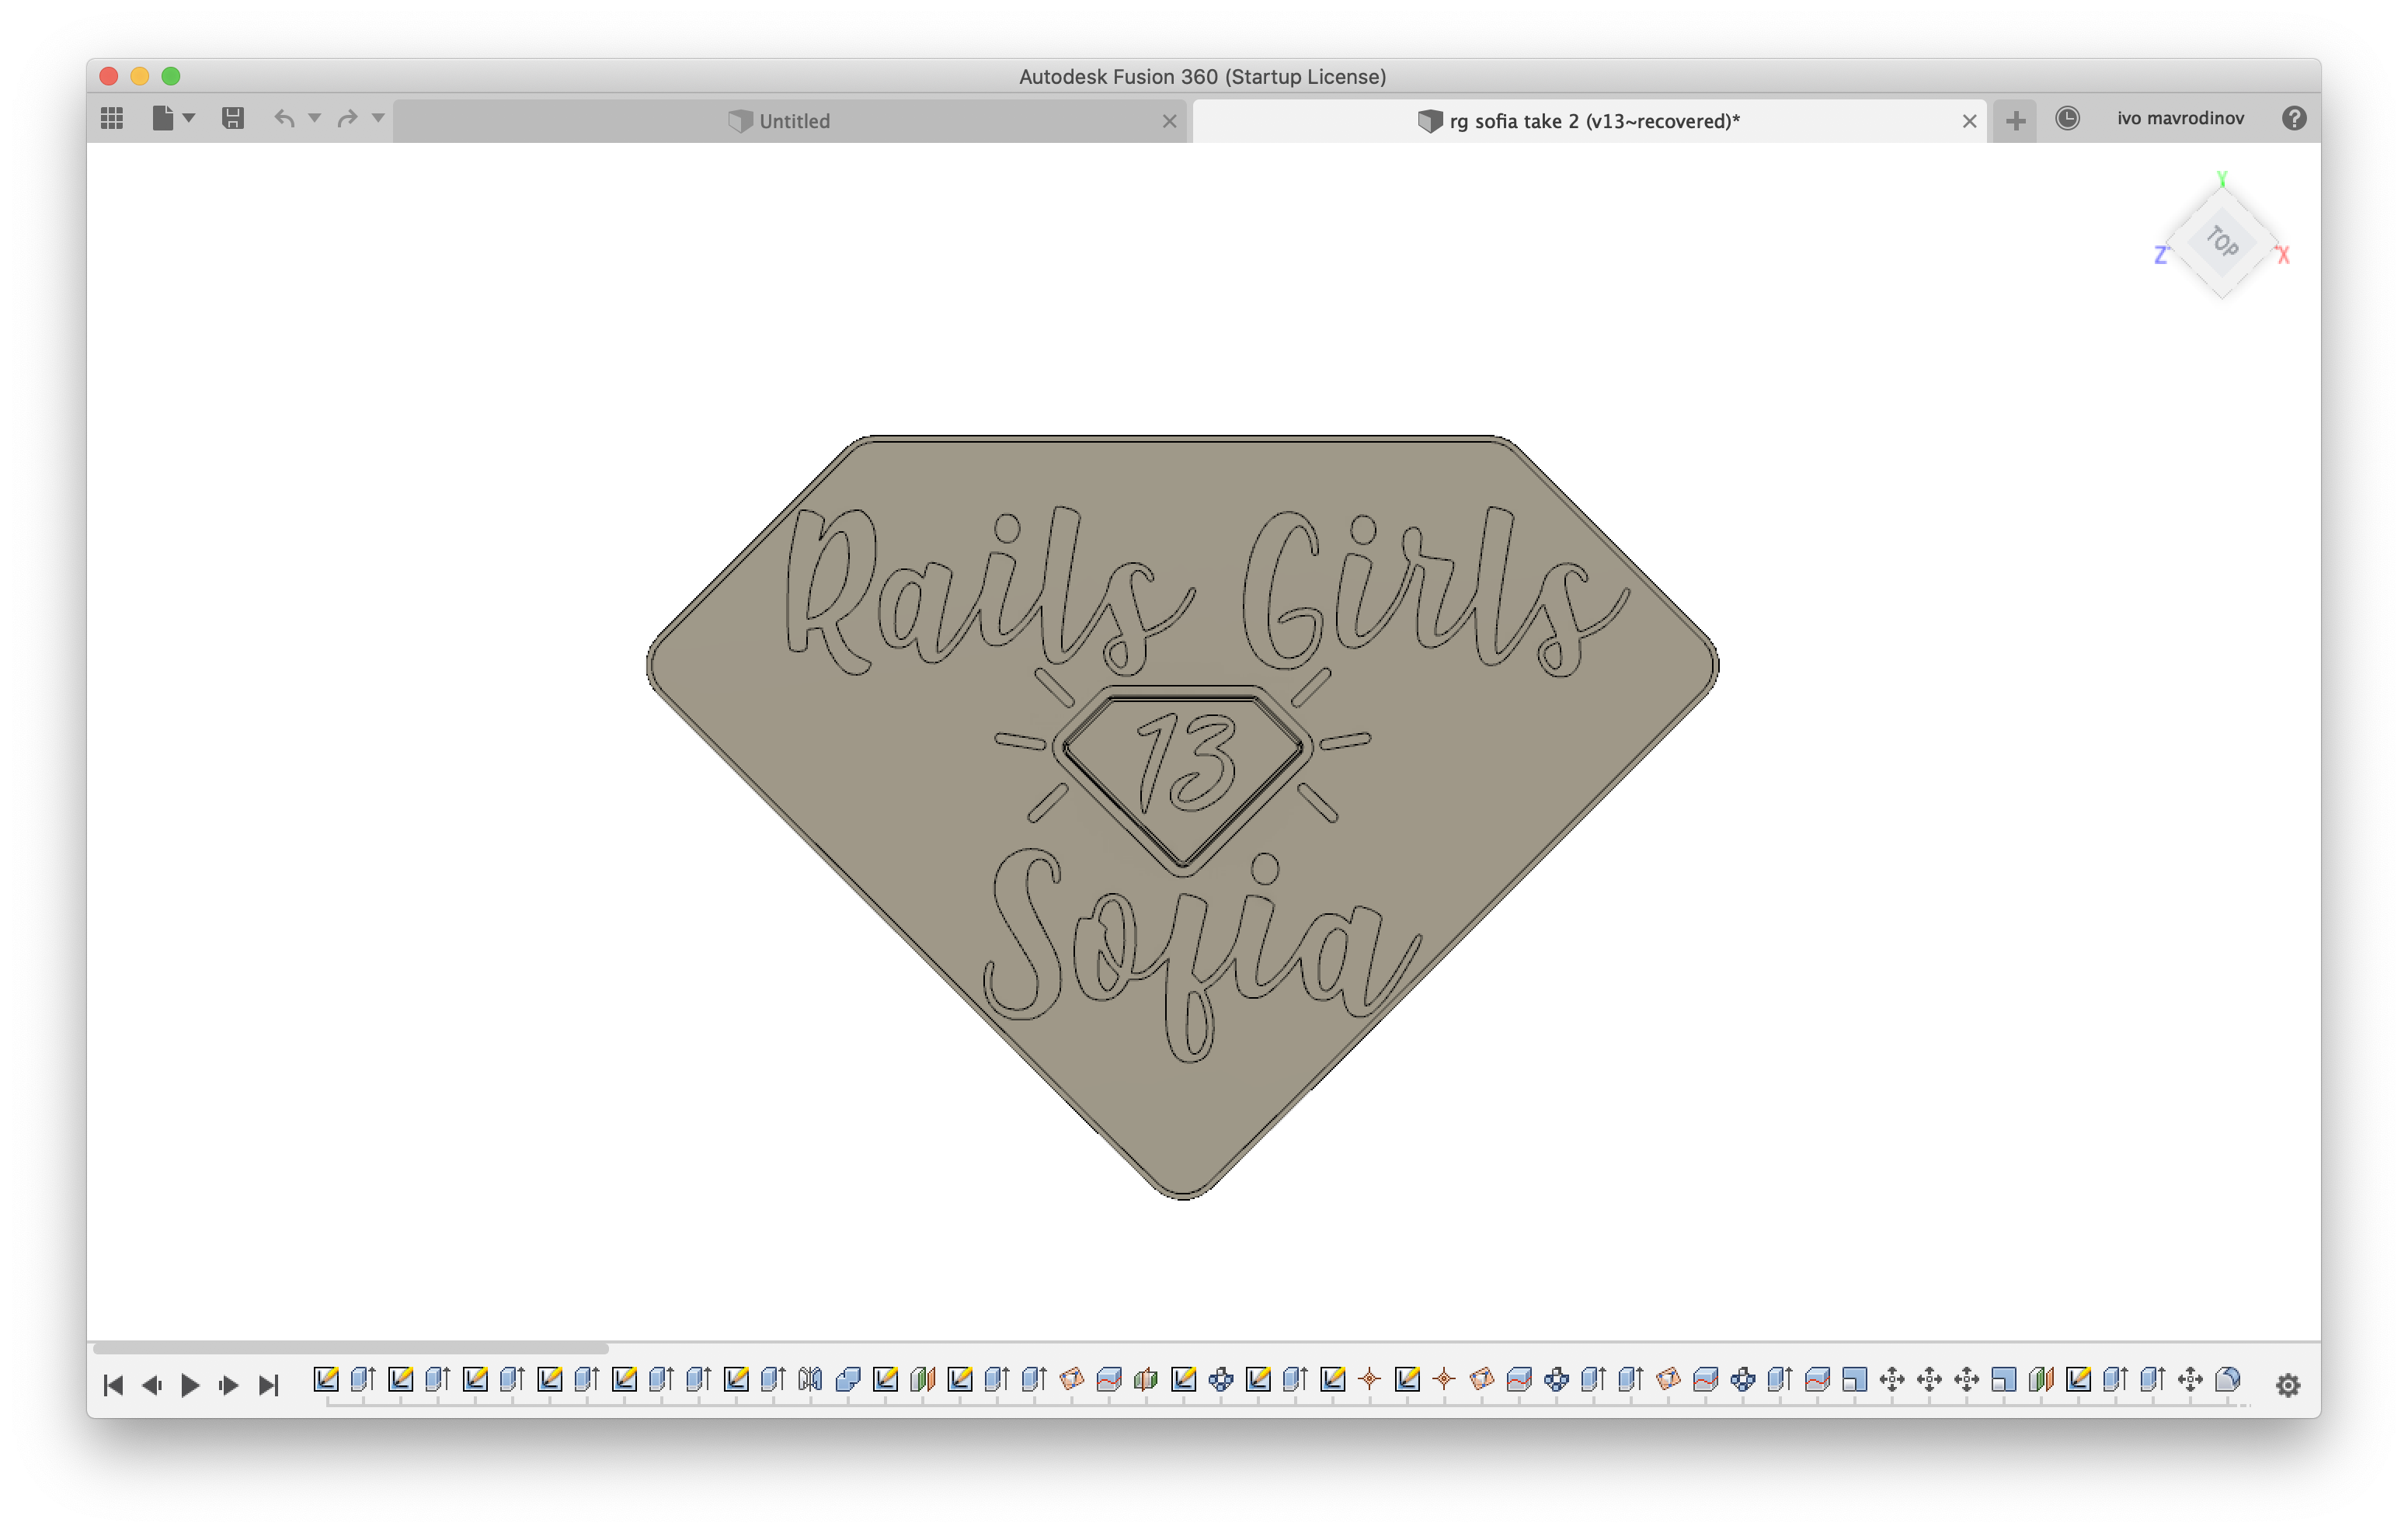 Autodesk Fusion 360 (Startup License)
Untitled
rg sofia take 2 (v13~recovered)*
ivo mavrodinov
Y
TOP
Z
X
Rails Girls
13
Sofia